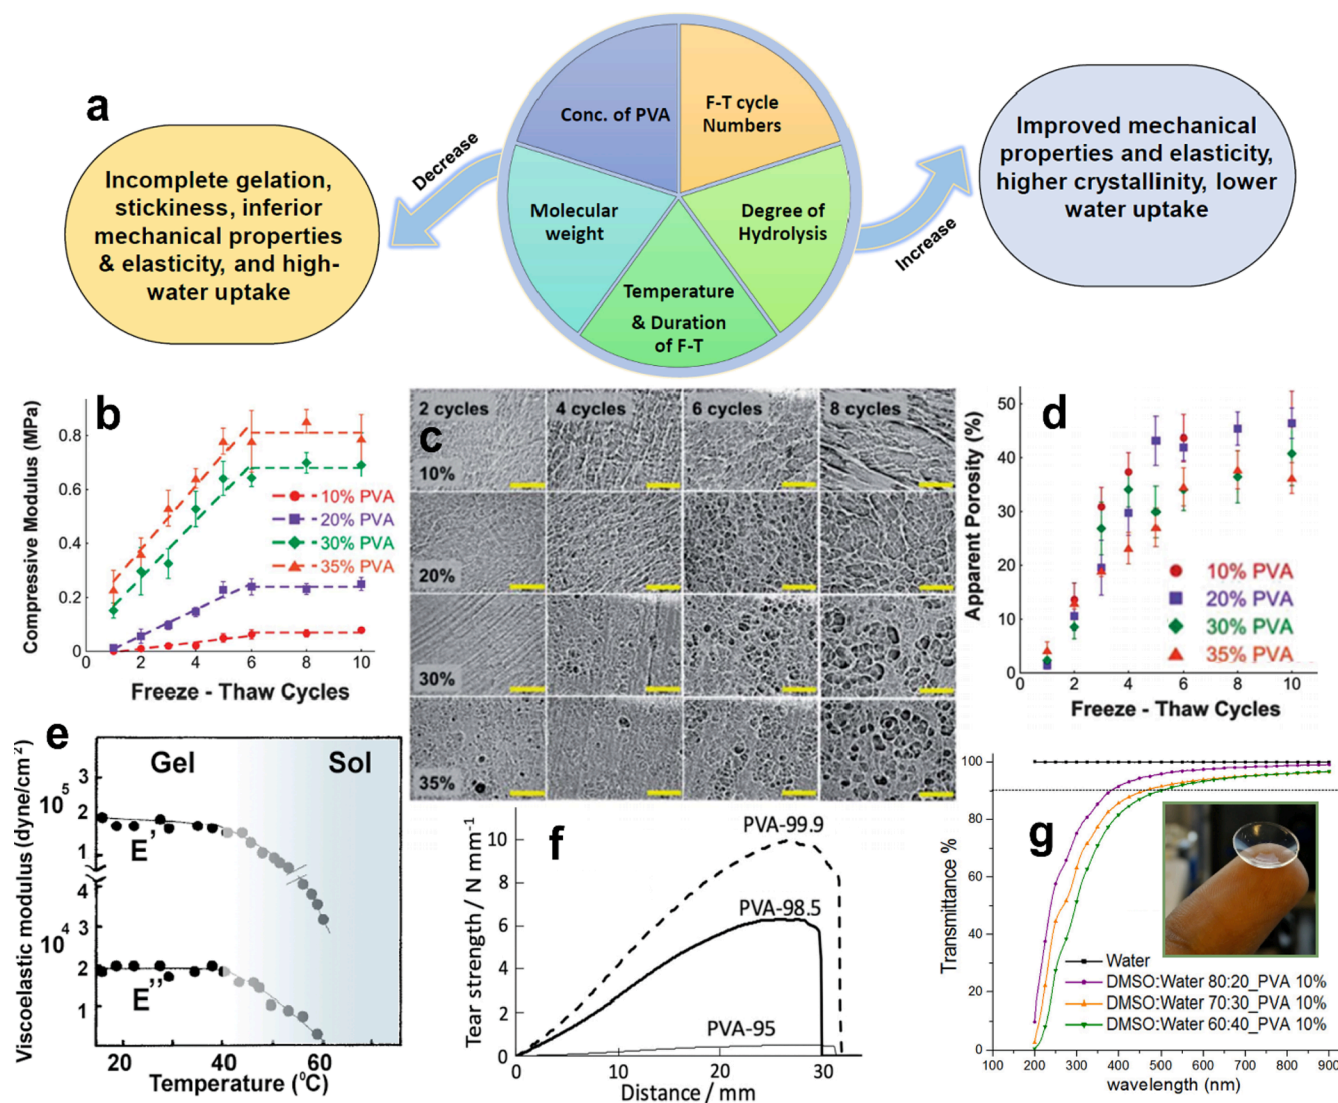 a
Incomplete gelation,
stickiness, inferior
mechanical properties
& elasticity, and high-
water uptake
Decrease
Conc. of PVA
F-T cycle
Numbers
Molecular
weight
Degree of
Hydrolysis
Temperature
& Duration
of F-T
Increase
Improved mechanical
properties and elasticity,
higher crystallinity, lower
water uptake
b
Compressive Modulus (MPa)
0.8
0.6
0.4
0.2
0
0 2 4 6 8 10
10% PVA
20% PVA
30% PVA
35% PVA
Freeze - Thaw Cycles
c
2 cycles 4 cycles 6 cycles 8 cycles
10%
20%
30%
35%
d
Apparent Porosity (%)
50
40
30
20
10
0
0 2 4 6 8 10
10% PVA
20% PVA
30% PVA
35% PVA
Freeze - Thaw Cycles
e
Gel Sol
Viscoelastic modulus (dyne/cm⁻²)
3
10⁵
2
1
E'
4
3
10⁴
2
1
E''
20 40 60
Temperature (⁰C)
f
Tear strength / N mm⁻¹
10
8
6
4
2
0
PVA-99.9
PVA-98.5
PVA-95
0 10 20 30
Distance / mm
g
Transmittance %
100
80
60
40
20
0
Water
DMSO:Water 80:20_PVA 10%
DMSO:Water 70:30_PVA 10%
DMSO:Water 60:40_PVA 10%
100 200 300 400 500 600 700 800 900
wavelength (nm)